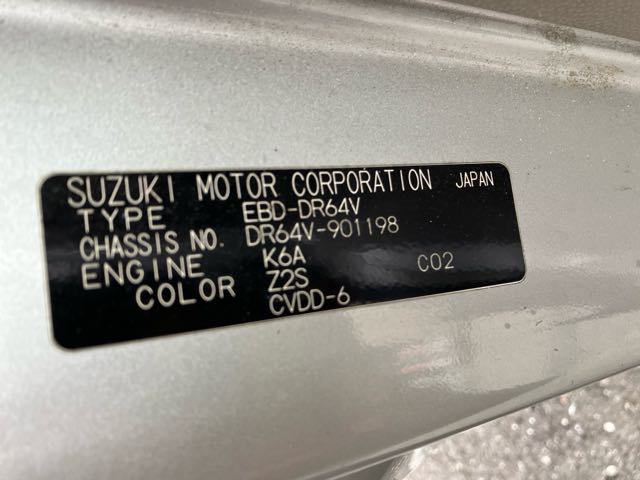 SUZUKI MOTOR CORPORATION JAPAN
TYPE EBD-DR64V
CHASSIS NO. DR64V-901198
ENGINE K6A C02
COLOR Z2S
CVDD-6